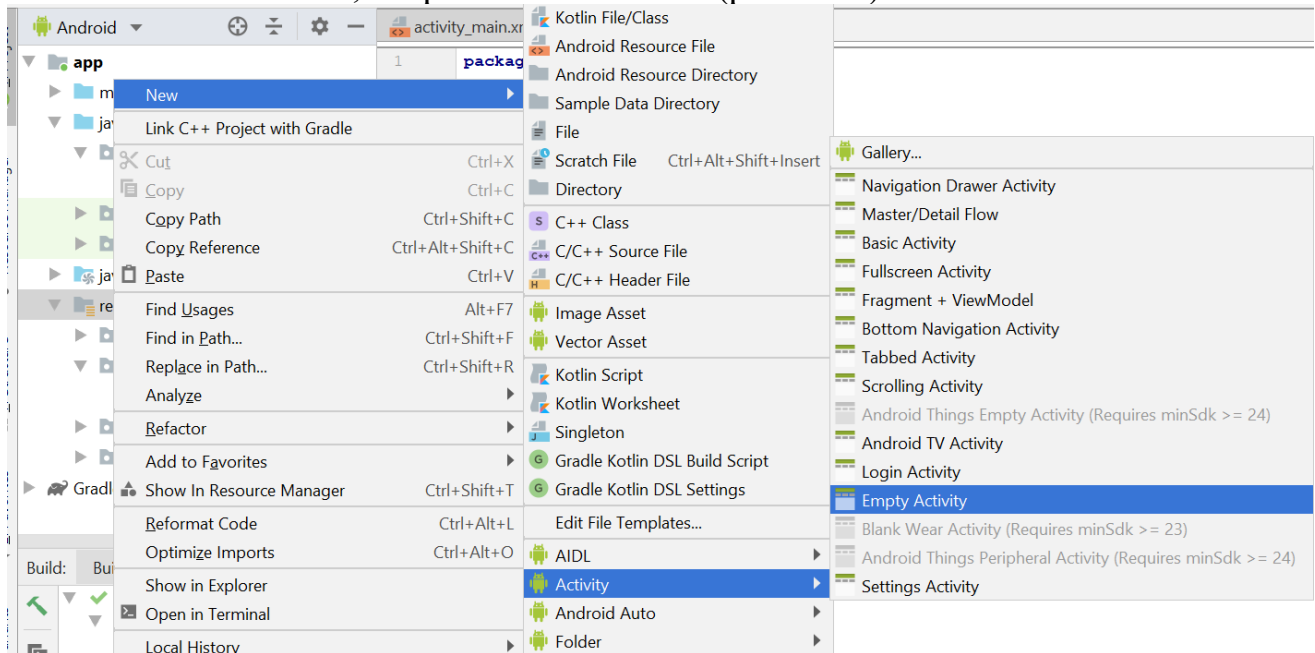 Android
activity_main.xm
app
1 packag
m
New
Link C++ Project with Gradle
Cut Ctrl+X
Copy Ctrl+C
Copy Path Ctrl+Shift+C
Copy Reference Ctrl+Alt+Shift+C
Paste Ctrl+V
Find Usages Alt+F7
Find in Path... Ctrl+Shift+F
Replace in Path... Ctrl+Shift+R
Analyze
Refactor
Add to Favorites
Show In Resource Manager Ctrl+Shift+T
Reformat Code Ctrl+Alt+L
Optimize Imports Ctrl+Alt+O
Show in Explorer
Open in Terminal
Local History
ja
re
Gradl
Build: Bui
Kotlin File/Class
Android Resource File
Android Resource Directory
Sample Data Directory
File
Scratch File Ctrl+Alt+Shift+Insert
Directory
C++ Class
C/C++ Source File
C/C++ Header File
Image Asset
Vector Asset
Kotlin Script
Kotlin Worksheet
Singleton
Gradle Kotlin DSL Build Script
Gradle Kotlin DSL Settings
Edit File Templates...
AIDL
Activity
Android Auto
Folder
Gallery...
Navigation Drawer Activity
Master/Detail Flow
Basic Activity
Fullscreen Activity
Fragment + ViewModel
Bottom Navigation Activity
Tabbed Activity
Scrolling Activity
Android Things Empty Activity (Requires minSdk >= 24)
Android TV Activity
Login Activity
Empty Activity
Blank Wear Activity (Requires minSdk >= 23)
Android Things Peripheral Activity (Requires minSdk >= 24)
Settings Activity